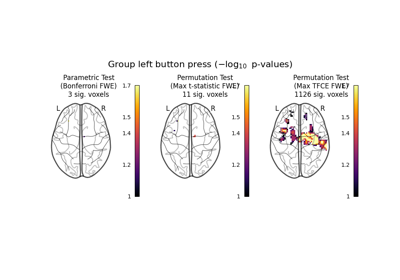 Group left button press (−log₁₀ p-values)
Parametric Test
(Bonferroni FWE)
3 sig. voxels
Permutation Test
(Max t-statistic FWE)
11 sig. voxels
Permutation Test
(Max TFCE FWE)
1126 sig. voxels
L R
1.7
1.5
1.4
1.2
1
L R
1.7
1.5
1.4
1.2
1
L R
1.7
1.5
1.4
1.2
1